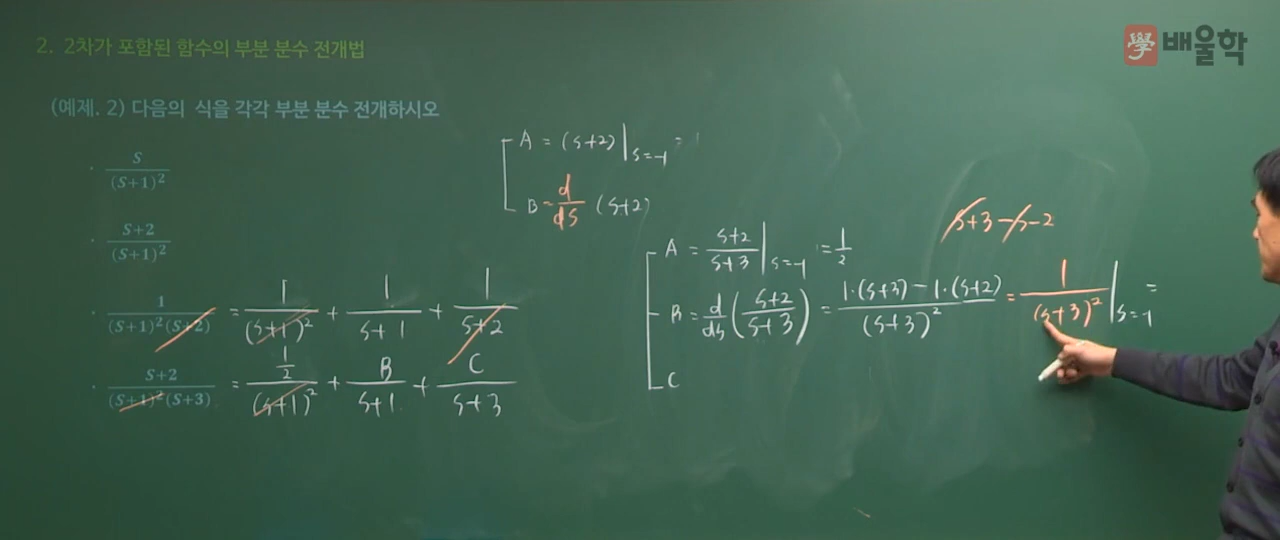 2. 2차가 포함된 함수의 부분 분수 전개법
學 배울학
(예제. 2) 다음의 식을 각각 부분 분수 전개하시오
· S/(S+1)²
· S+2/(S+1)²
· 1/(S+1)²(S+2) = 1/(s+1)² + 1/s+1 + 1/s+2
· S+2/(S+1)²(S+3) = ½/(s+1)² + B/s+1 + C/s+3
A = (s+2)|s=-1 = 1
B = d/ds (s+2)
s+3-s-2
A = s+2/s+3|s=-1 = 1/2
B = d/ds (s+2/s+3) = 1·(s+3) - 1·(s+2)/(s+3)² = 1/(s+3)²|s=-1 =
C